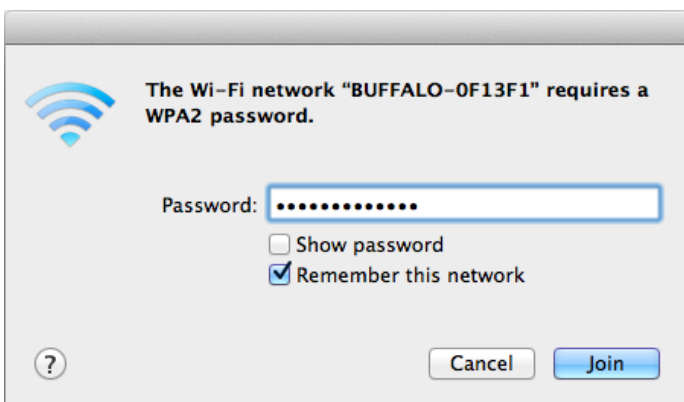 The Wi-Fi network “BUFFALO-0F13F1” requires a
WPA2 password.
Password: •••••••••••••
Show password
Remember this network
?
Cancel
Join